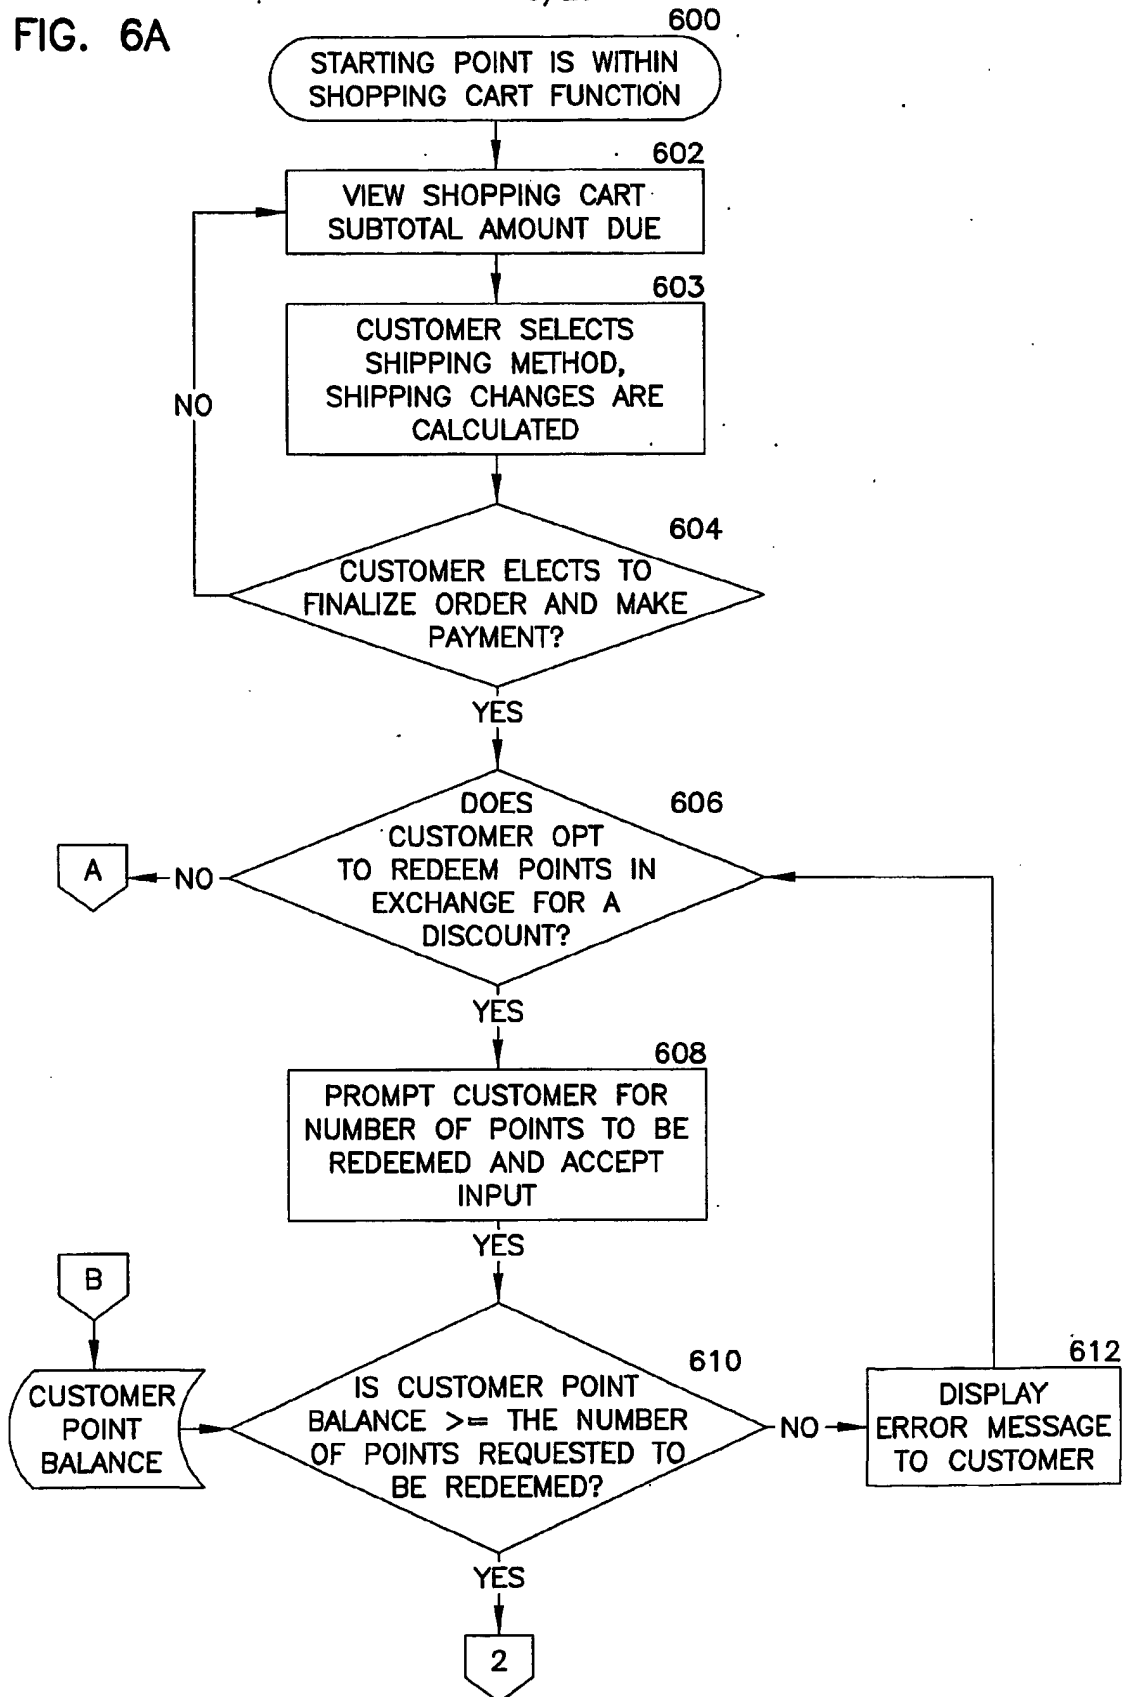 FIG. 6A
600
STARTING POINT IS WITHIN
SHOPPING CART FUNCTION
602
VIEW SHOPPING CART
SUBTOTAL AMOUNT DUE
603
CUSTOMER SELECTS
SHIPPING METHOD,
SHIPPING CHANGES ARE
CALCULATED
NO
604
CUSTOMER ELECTS TO
FINALIZE ORDER AND MAKE
PAYMENT?
YES
606
DOES
CUSTOMER OPT
TO REDEEM POINTS IN
EXCHANGE FOR A
DISCOUNT?
A
NO
YES
608
PROMPT CUSTOMER FOR
NUMBER OF POINTS TO BE
REDEEMED AND ACCEPT
INPUT
YES
B
CUSTOMER
POINT
BALANCE
610
IS CUSTOMER POINT
BALANCE >= THE NUMBER
OF POINTS REQUESTED TO
BE REDEEMED?
NO
612
DISPLAY
ERROR MESSAGE
TO CUSTOMER
YES
2